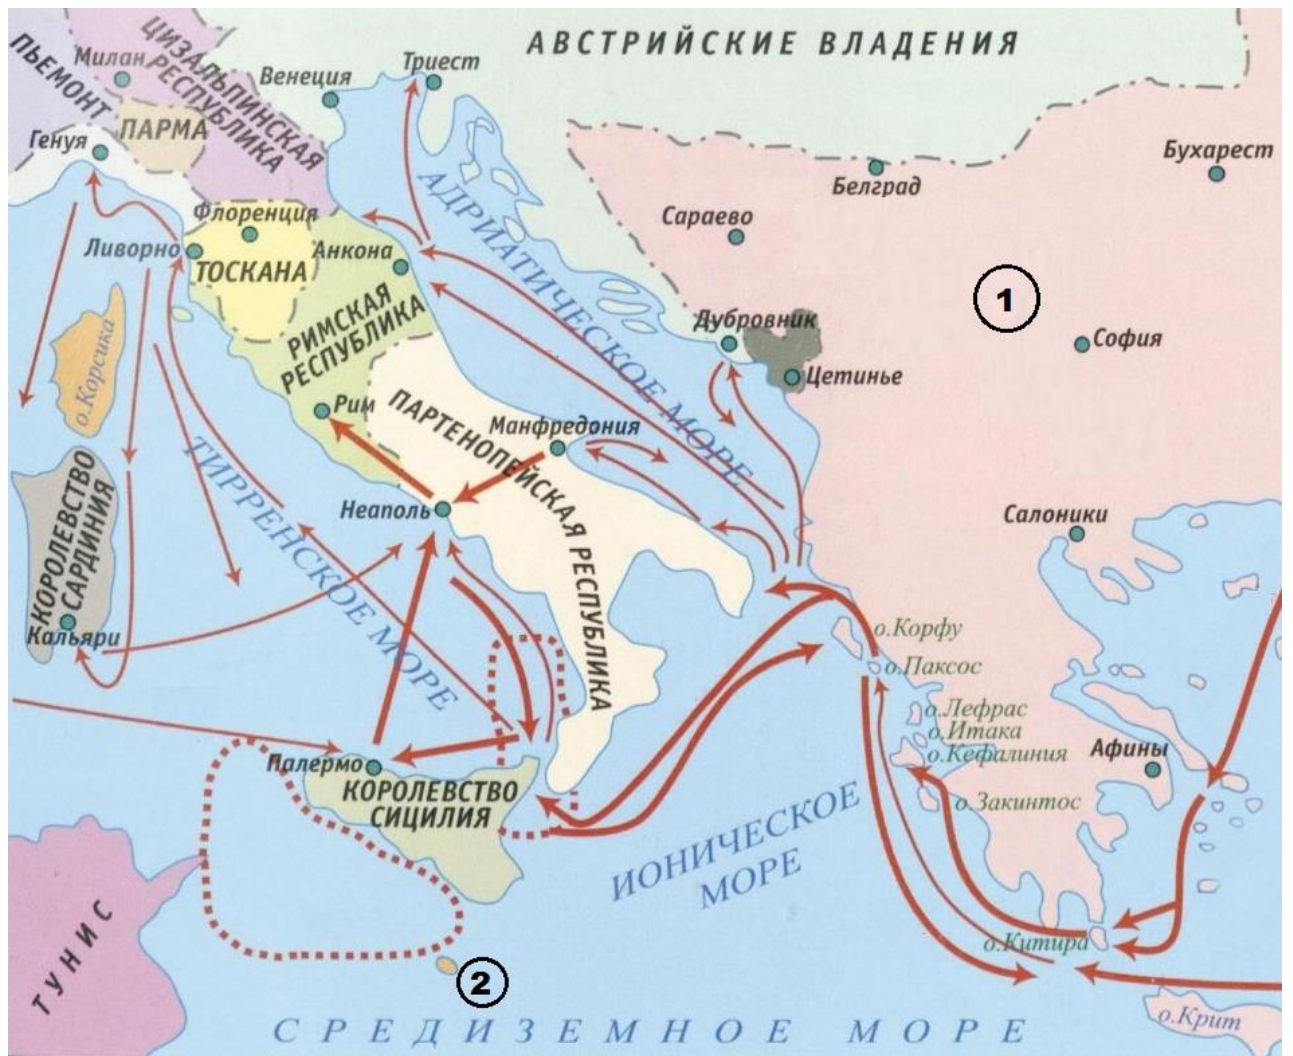 АВСТРИЙСКИЕ ВЛАДЕНИЯ
ПЬЕМОНТ
Милан
ЦИЗАЛЬПИНСКАЯ
РЕСПУБЛИКА
Венеция
Триест
Генуя
ПАРМА
Бухарест
Белград
Сараево
Флоренция
Ливорно
ТОСКАНА
Анкона
АДРИАТИЧЕСКОЕ МОРЕ
1
Дубровник
София
Цетинье
РИМСКАЯ
РЕСПУБЛИКА
о.Корсика
Рим
ПАРТЕНОПЕЙСКАЯ РЕСПУБЛИКА
Манфредония
ТИРРЕНСКОЕ МОРЕ
Неаполь
Салоники
КОРОЛЕВСТВО
САРДИНИЯ
Кальяри
о.Корфу
о.Паксос
о.Лефрас
о.Итака
о.Кефалиния
Афины
о.Закинтос
Палермо
КОРОЛЕВСТВО
СИЦИЛИЯ
ИОНИЧЕСКОЕ
МОРЕ
ТУНИС
о.Китира
2
о.Крит
СРЕДИЗЕМНОЕ МОРЕ